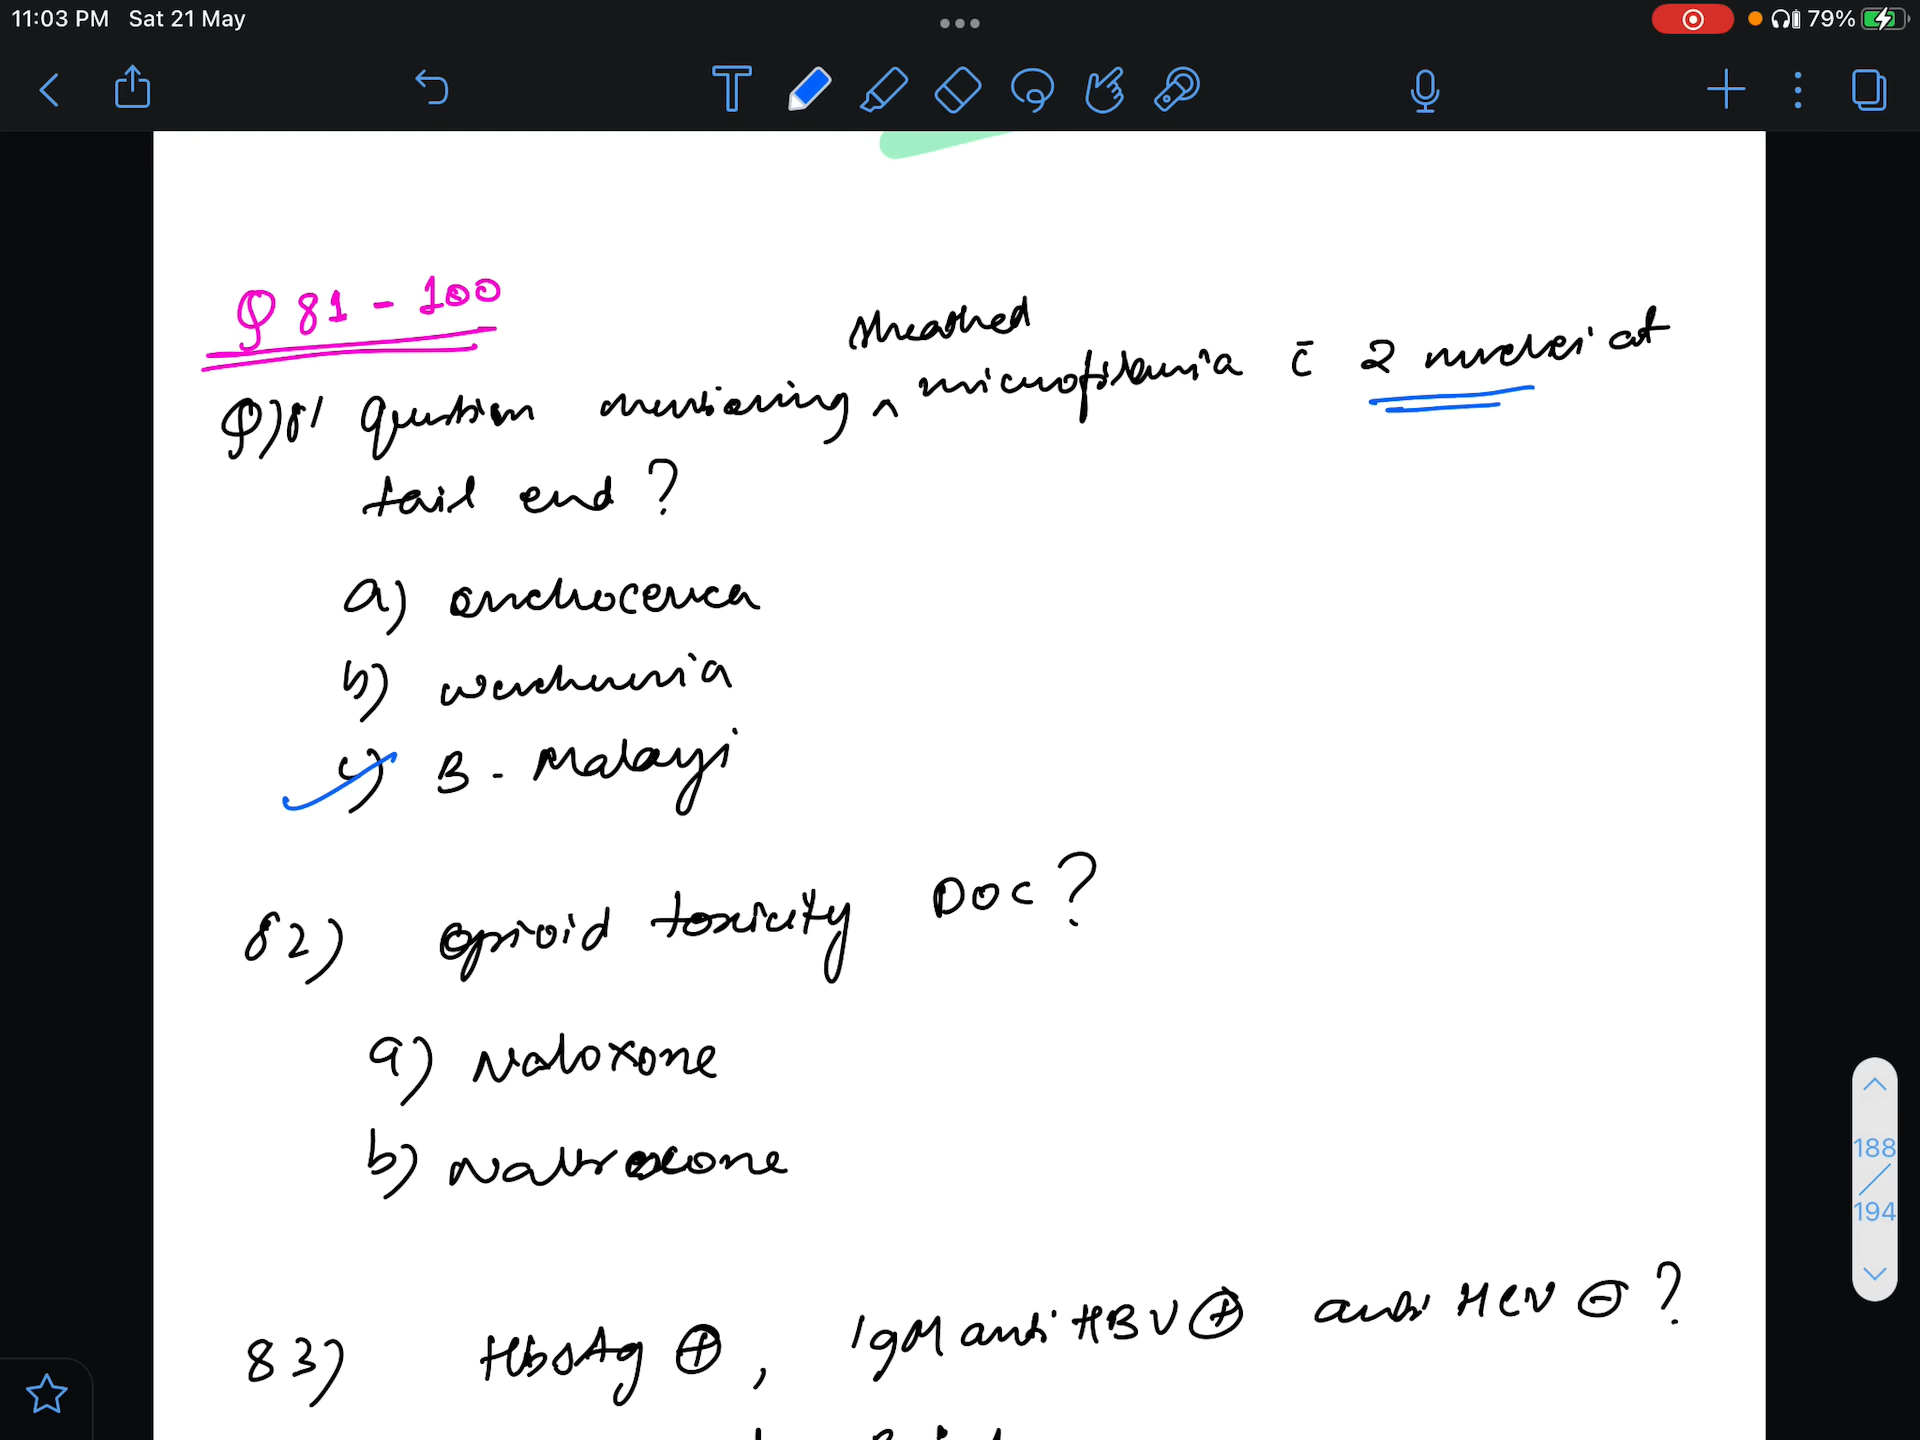 11:03 PM Sat 21 May
79%
Q 81 - 100
sheathed
Q)81 question mentioning ^ microfilaria c̄ 2 nuclei at
tail end ?
a) onchocerca
b) wuchereria
c) B. Malayi
82) opioid toxicity DOC ?
a) Naloxone
b) Naltrexone
83) HbsAg ⊕, IgM anti HBV ⊕ anti HCV ⊖ ?
188
194